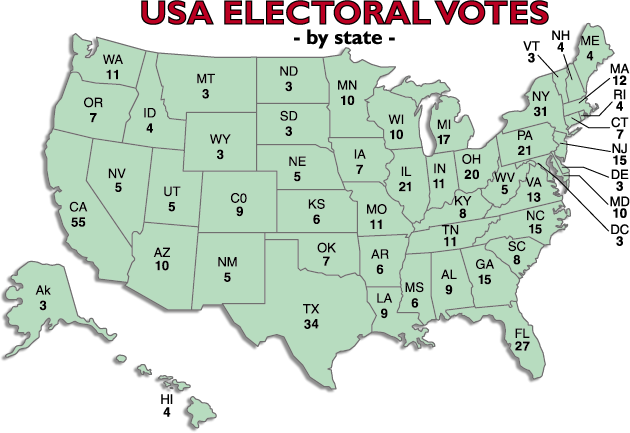 USA ELECTORAL VOTES
- by state -
WA
11
OR
7
ID
4
MT
3
WY
3
NV
5
UT
5
CA
55
AZ
10
C0
9
NM
5
ND
3
SD
3
NE
5
KS
6
OK
7
TX
34
MN
10
IA
7
MO
11
AR
6
LA
9
WI
10
IL
21
MI
17
IN
11
OH
20
KY
8
TN
11
MS
6
AL
9
GA
15
FL
27
SC
8
NC
15
VA
13
WV
5
PA
21
NY
31
VT
3
NH
4
ME
4
MA
12
RI
4
CT
7
NJ
15
DE
3
MD
10
DC
3
Ak
3
HI
4